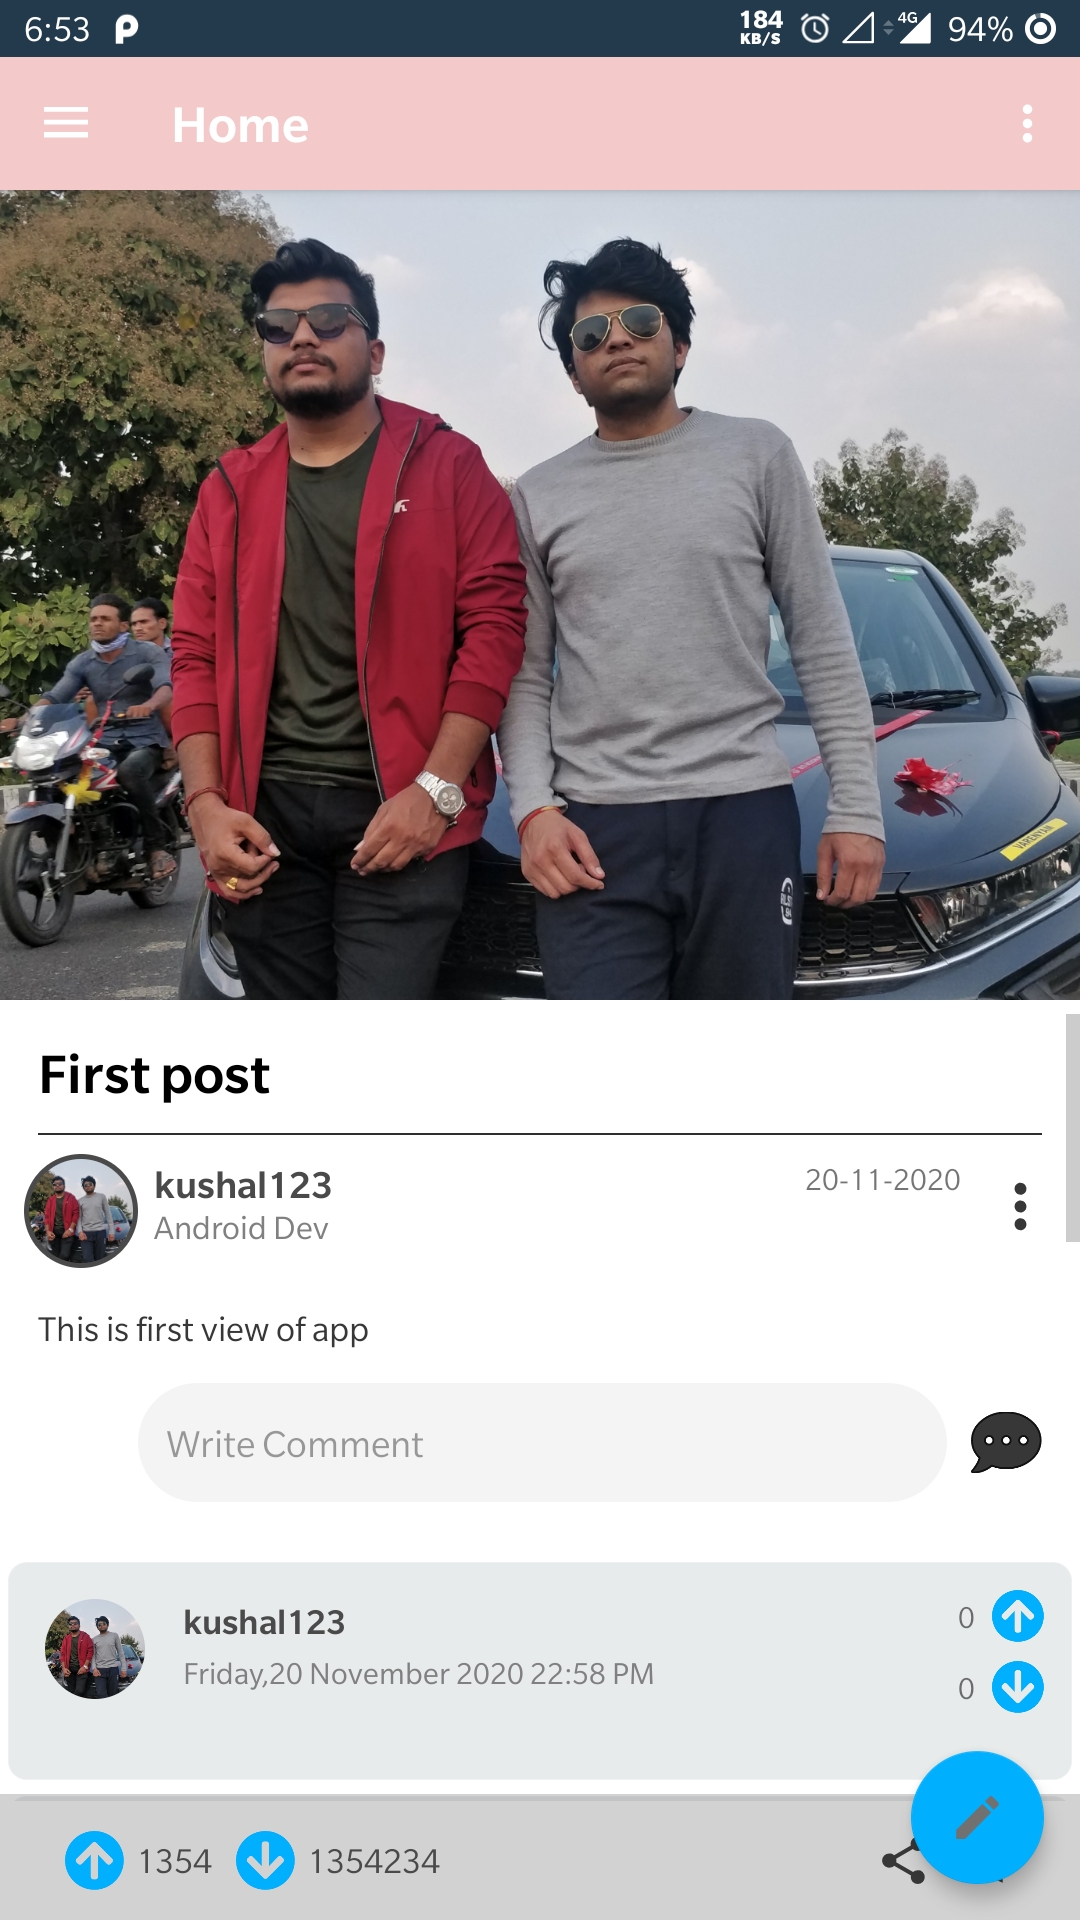 6:53
184
KB/S
4G
94%
Home
VARENYAM
First post
kushal123
20-11-2020
Android Dev
This is first view of app
Write Comment
kushal123
0
Friday,20 November 2020 22:58 PM
0
1354
1354234